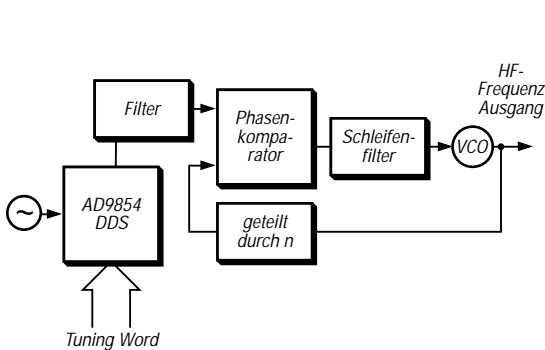 HF-
Frequenz
Ausgang
Filter
Phasen-
kompa-
rator
Schleifen-
filter
VCO
AD9854
DDS
~
geteilt
durch n
Tuning Word